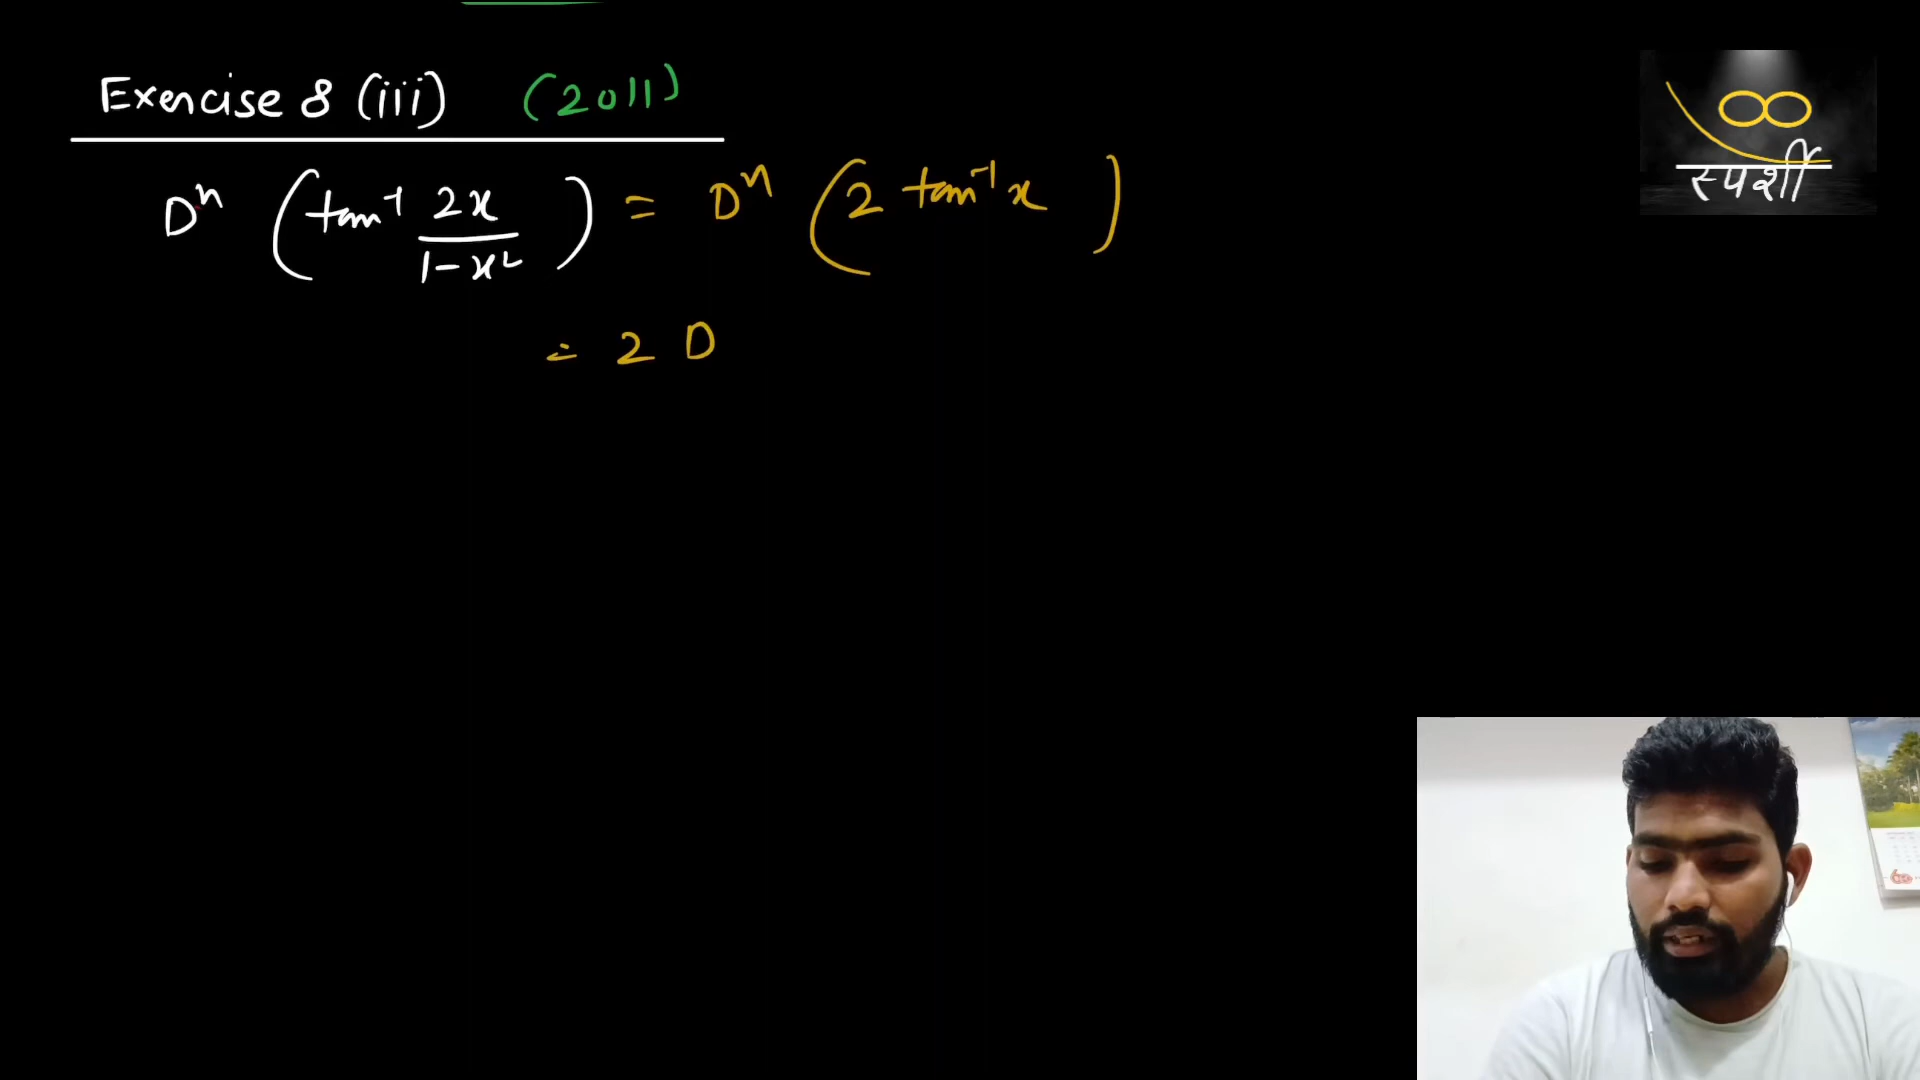 Exercise 8 (iii) (2011)
स्पर्शी
Dⁿ (tan⁻¹ 2x/1-x²) = Dⁿ (2 tan⁻¹ x)
= 2 D